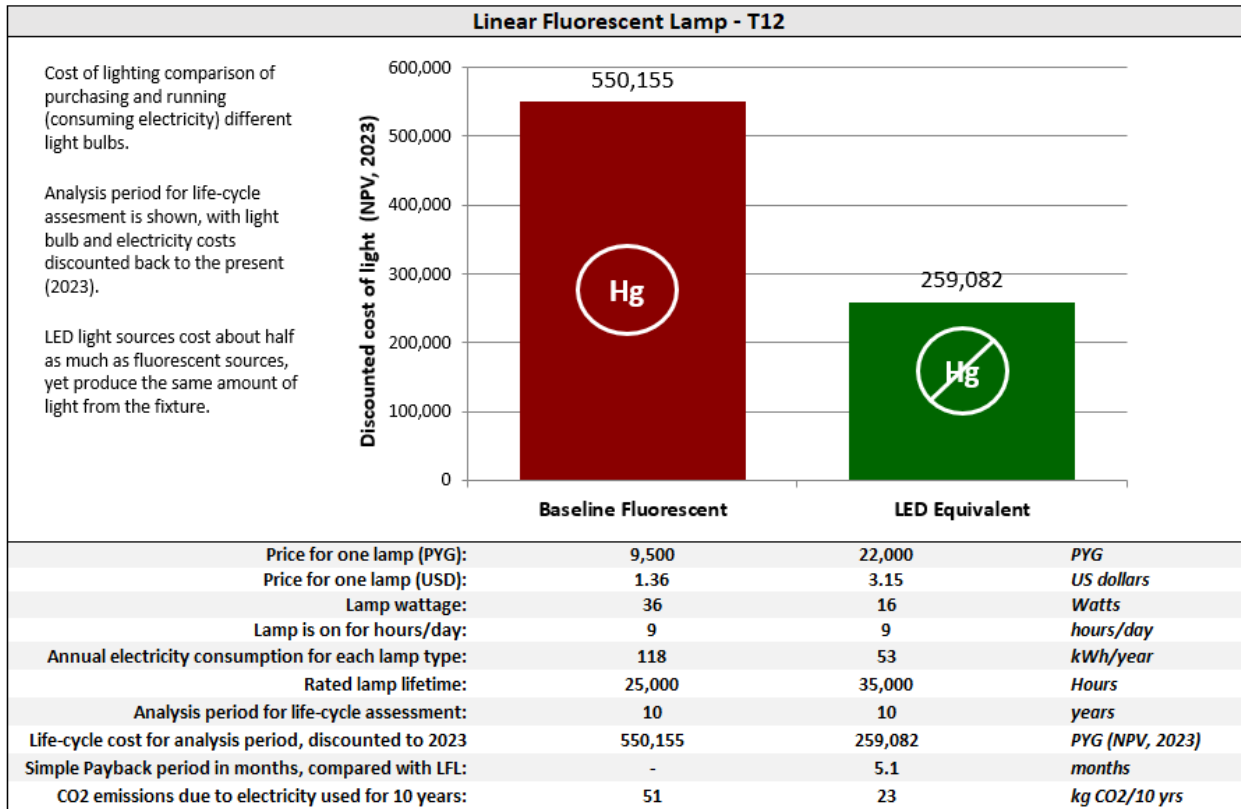 Linear Fluorescent Lamp - T12
Cost of lighting comparison of
purchasing and running
(consuming electricity) different
light bulbs.
Analysis period for life-cycle
assesment is shown, with light
bulb and electricity costs
discounted back to the present
(2023).
LED light sources cost about half
as much as fluorescent sources,
yet produce the same amount of
light from the fixture.
Discounted cost of light (NPV, 2023)
600,000
500,000
400,000
300,000
200,000
100,000
0
550,155
Hg
259,082
Hg
Baseline Fluorescent LED Equivalent
Price for one lamp (PYG): 9,500 22,000 PYG
Price for one lamp (USD): 1.36 3.15 US dollars
Lamp wattage: 36 16 Watts
Lamp is on for hours/day: 9 9 hours/day
Annual electricity consumption for each lamp type: 118 53 kWh/year
Rated lamp lifetime: 25,000 35,000 Hours
Analysis period for life-cycle assessment: 10 10 years
Life-cycle cost for analysis period, discounted to 2023 550,155 259,082 PYG (NPV, 2023)
Simple Payback period in months, compared with LFL: - 5.1 months
CO2 emissions due to electricity used for 10 years: 51 23 kg CO2/10 yrs